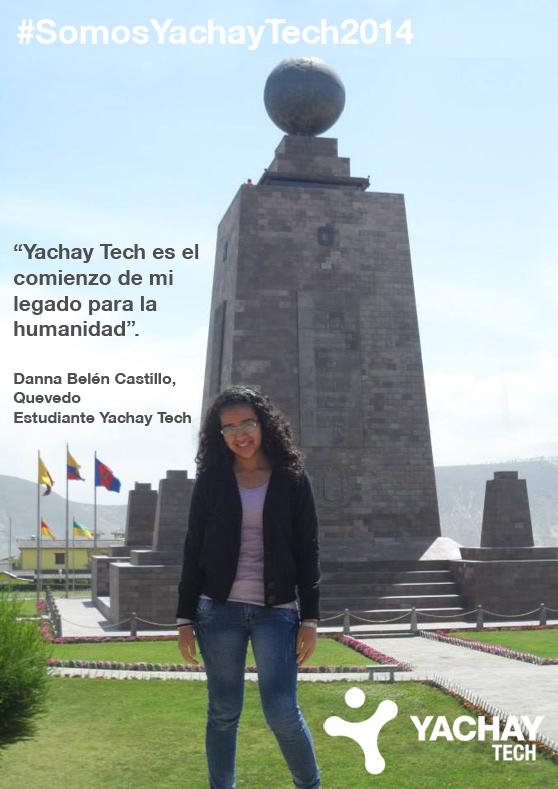 #SomosYachayTech2014
“Yachay Tech es el
comienzo de mi
legado para la
humanidad”.
Danna Belén Castillo,
Quevedo
Estudiante Yachay Tech
YACHAY
TECH